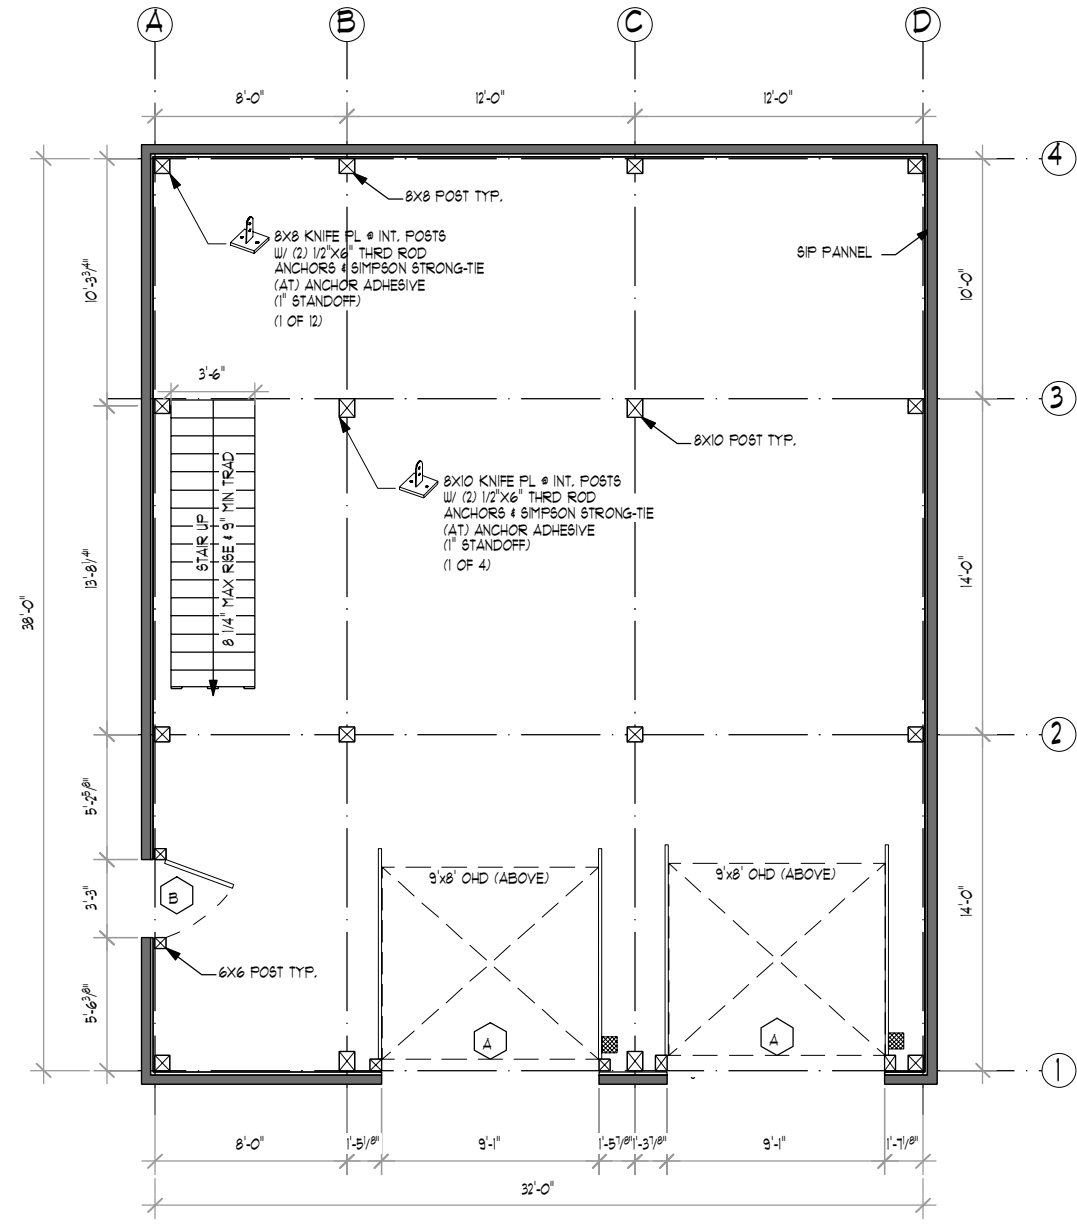 A
B
C
D
8'-0"
12'-0"
12'-0"
4
8X8 POST TYP.
8X8 KNIFE PL @ INT. POSTS
W/ (2) 1/2"X6" THRD ROD
ANCHORS & SIMPSON STRONG-TIE
(AT) ANCHOR ADHESIVE
(1" STANDOFF)
(1 OF 12)
SIP PANNEL
10'-3 3/4"
10'-0"
3'-6"
3
8X10 POST TYP.
8X10 KNIFE PL @ INT. POSTS
W/ (2) 1/2"X6" THRD ROD
ANCHORS & SIMPSON STRONG-TIE
(AT) ANCHOR ADHESIVE
(1" STANDOFF)
(1 OF 4)
STAIR UP
8 1/4" MAX RISE & 9" MIN TRAD
13'-8 1/4"
14'-0"
38'-0"
2
5'-2 5/8"
9'x8' OHD (ABOVE)
9'x8' OHD (ABOVE)
3'-3"
B
14'-0"
6X6 POST TYP.
5'-6 3/8"
A
A
1
8'-0"
1'-5 1/8"
9'-1"
1'-5 7/8"
1'-3 7/8"
9'-1"
1'-7 1/8"
32'-0"